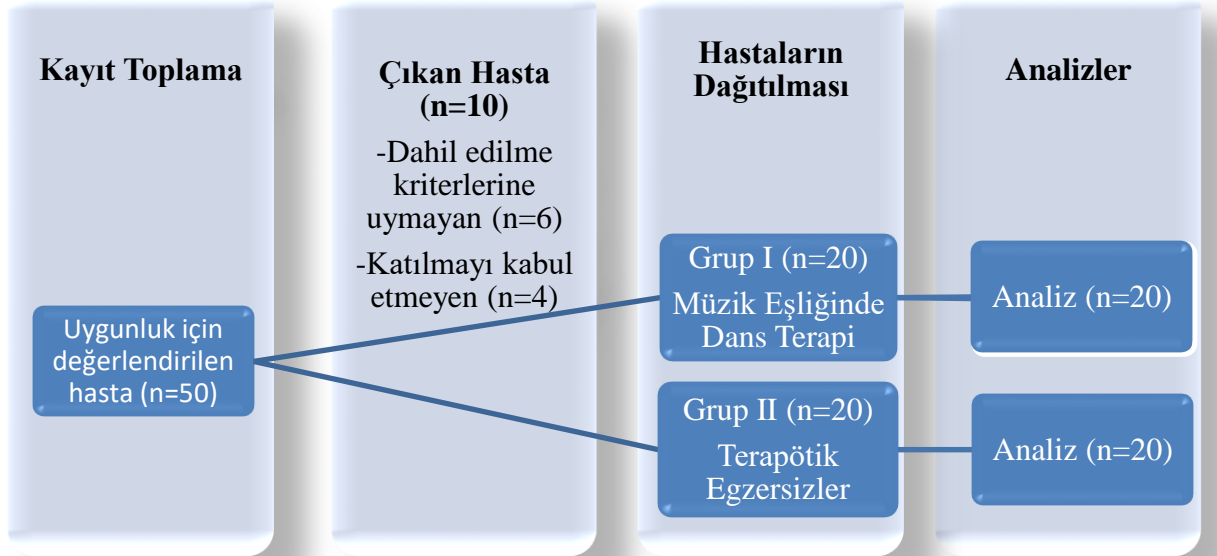 Kayıt Toplama
Uygunluk için
değerlendirilen
hasta (n=50)
Çıkan Hasta
(n=10)
-Dahil edilme
kriterlerine
uymayan (n=6)
-Katılmayı kabul
etmeyen (n=4)
Hastaların
Dağıtılması
Grup I (n=20)
Müzik Eşliğinde
Dans Terapi
Grup II (n=20)
Terapötik
Egzersizler
Analizler
Analiz (n=20)
Analiz (n=20)